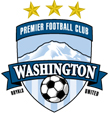 PREMIER FOOTBALL CLUB
WASHINGTON
ROYALS UNITED